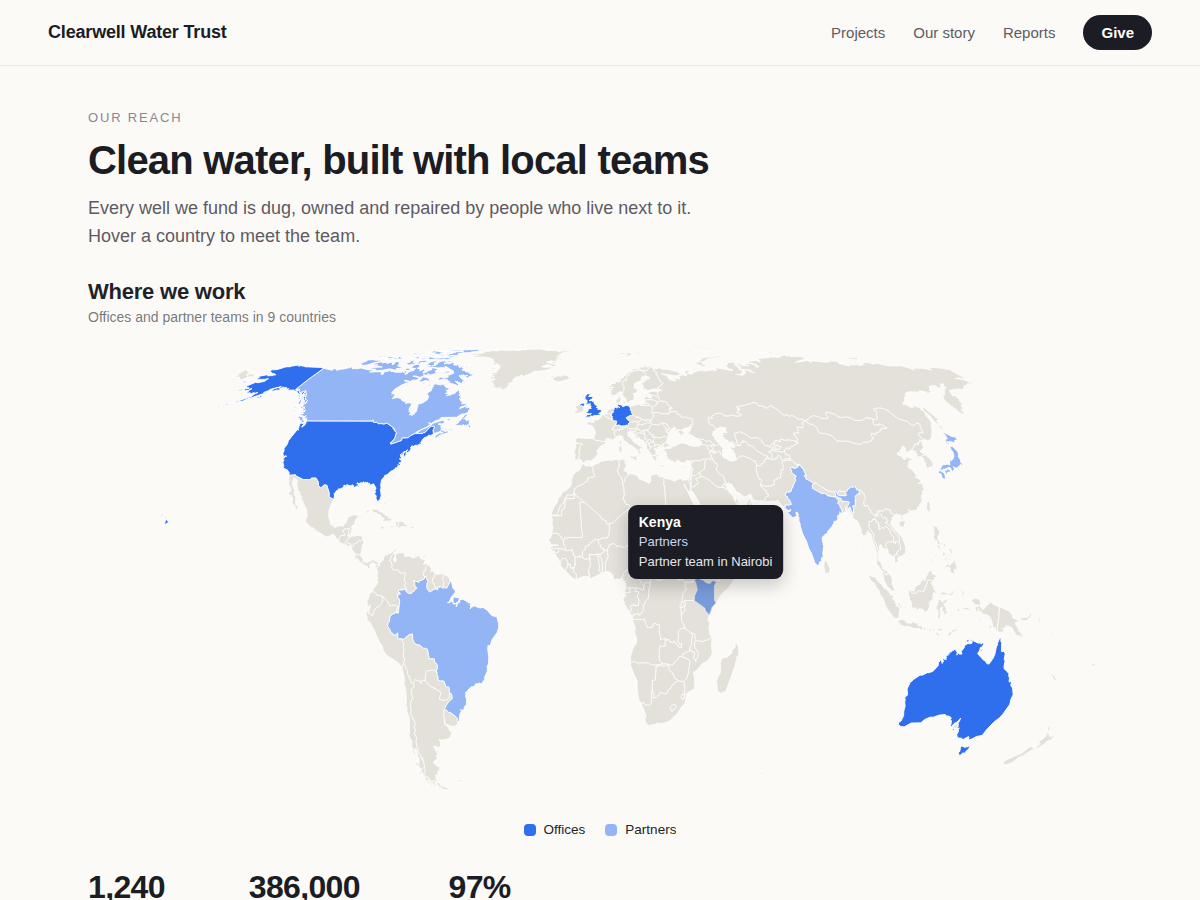 Clearwell Water Trust
Projects
Our story
Reports
Give
OUR REACH
Clean water, built with local teams
Every well we fund is dug, owned and repaired by people who live next to it.
Hover a country to meet the team.
Where we work
Offices and partner teams in 9 countries
Kenya
Partners
Partner team in Nairobi
Offices
Partners
1,240
386,000
97%